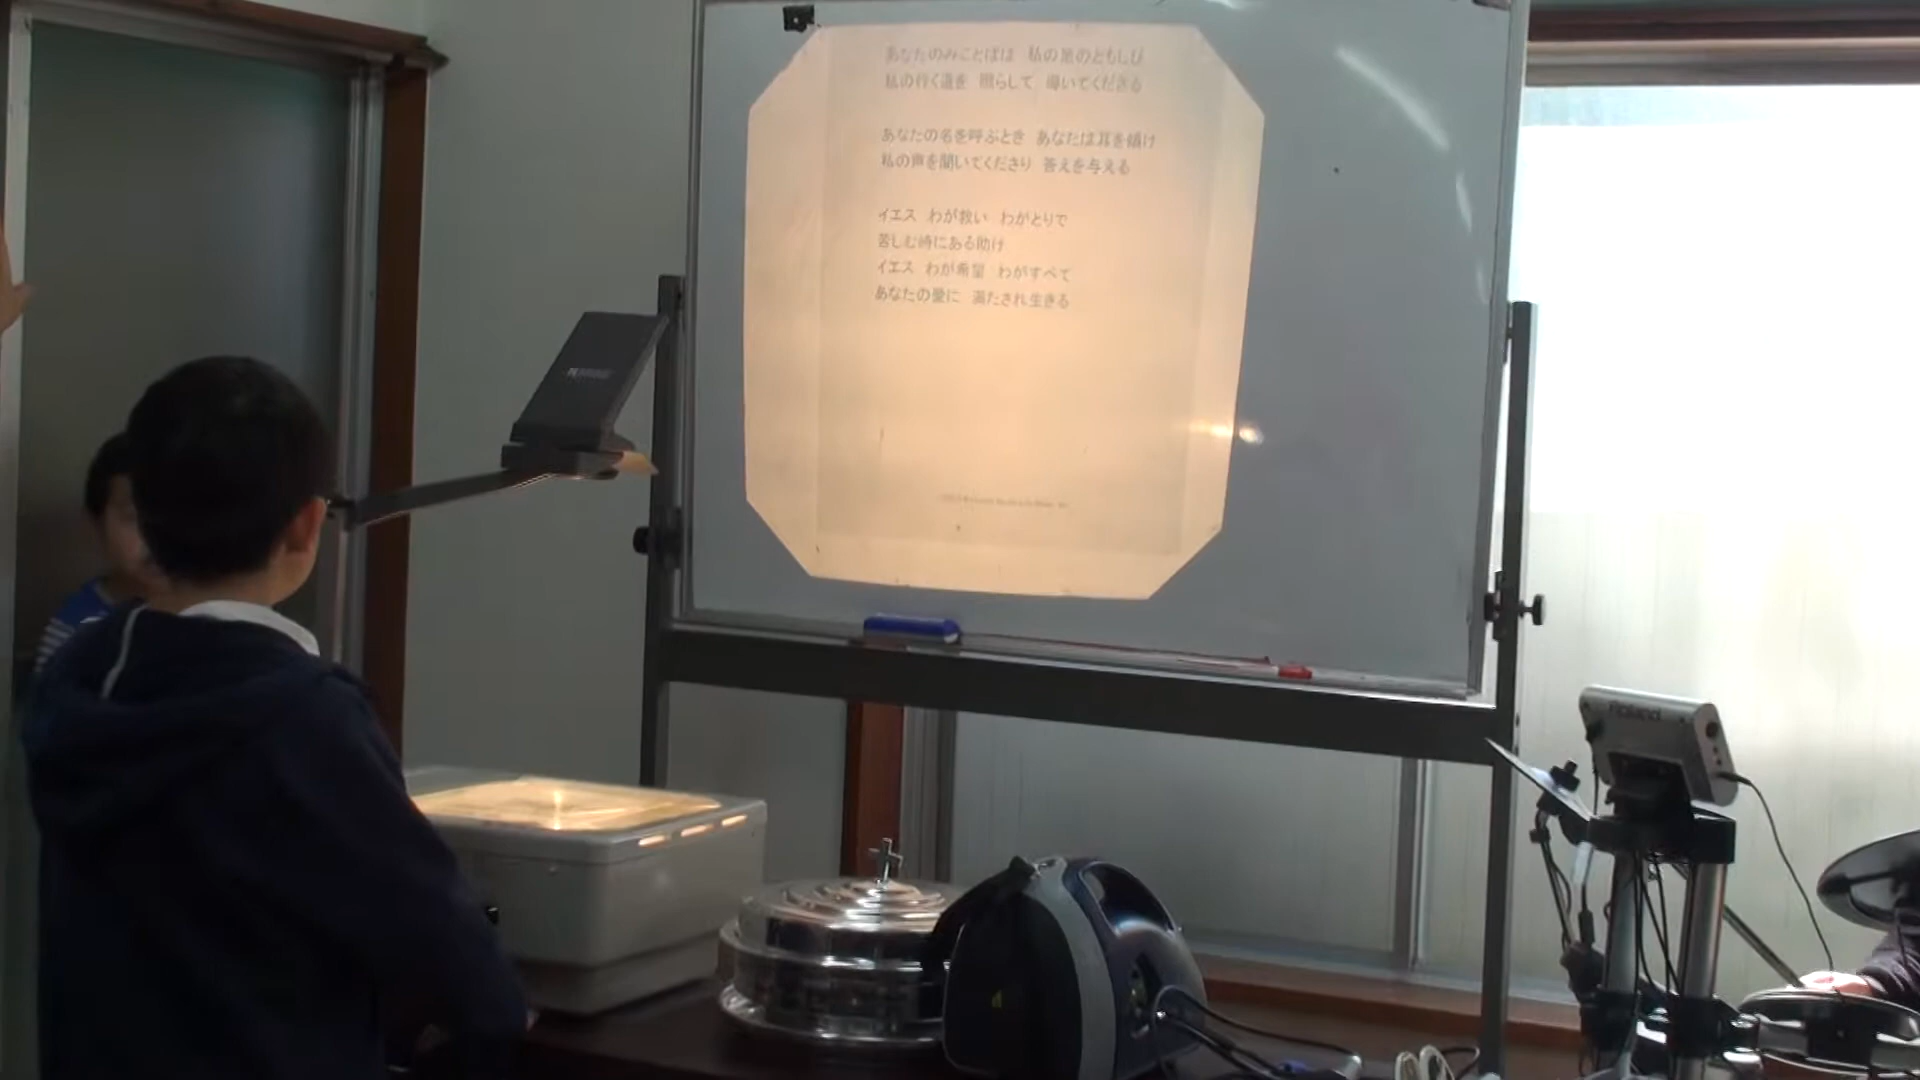 あなたのみことばは　私の足のともしび
私の行く道を　照らして　導いてくださる
あなたの名を呼ぶとき　あなたは耳を傾け
私の声を聞いてくださり　答えを与える
イエス　わが救い　わがとりで
苦しむ時にある助け
イエス　わが希望　わがすべて
あなたの愛に　満たされ生きる
Roland